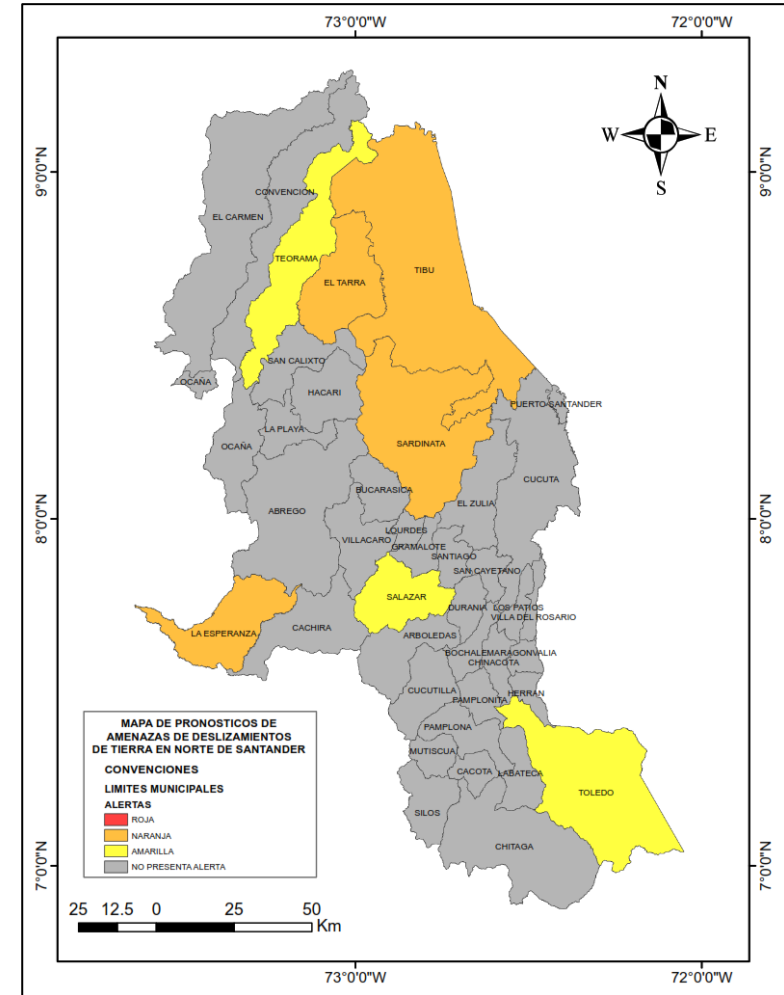 73°0'0"W 72°0'0"W
N
W E
S
9°0'0"N 9°0'0"N
CONVENCION
EL CARMEN
TEORAMA
TIBU
EL TARRA
SAN CALIXTO
OCAÑA
HACARI
PUERTO SANTANDER
LA PLAYA
OCAÑA
SARDINATA
CUCUTA
BUCARASICA
EL ZULIA
ABREGO
8°0'0"N 8°0'0"N
LOURDES
VILLACARO
GRAMALOTE
SANTIAGO
SAN CAYETANO
SALAZAR
DURANIA
LOS PATIOS
VILLA DEL ROSARIO
CACHIRA
LA ESPERANZA
ARBOLEDAS
BOCHALEMA
RAGONVALIA
CHINACOTA
CUCUTILLA
HERRAN
PAMPLONITA
PAMPLONA
MUTISCUA
CACOTA
LABATECA
TOLEDO
SILOS
CHITAGA
7°0'0"N 7°0'0"N
MAPA DE PRONOSTICOS DE
AMENAZAS DE DESLIZAMIENTOS
DE TIERRA EN NORTE DE SANTANDER
CONVENCIONES
LIMITES MUNICIPALES
ALERTAS
ROJA
NARANJA
AMARILLA
NO PRESENTA ALERTA
25 12.5 0 25 50
Km
73°0'0"W 72°0'0"W